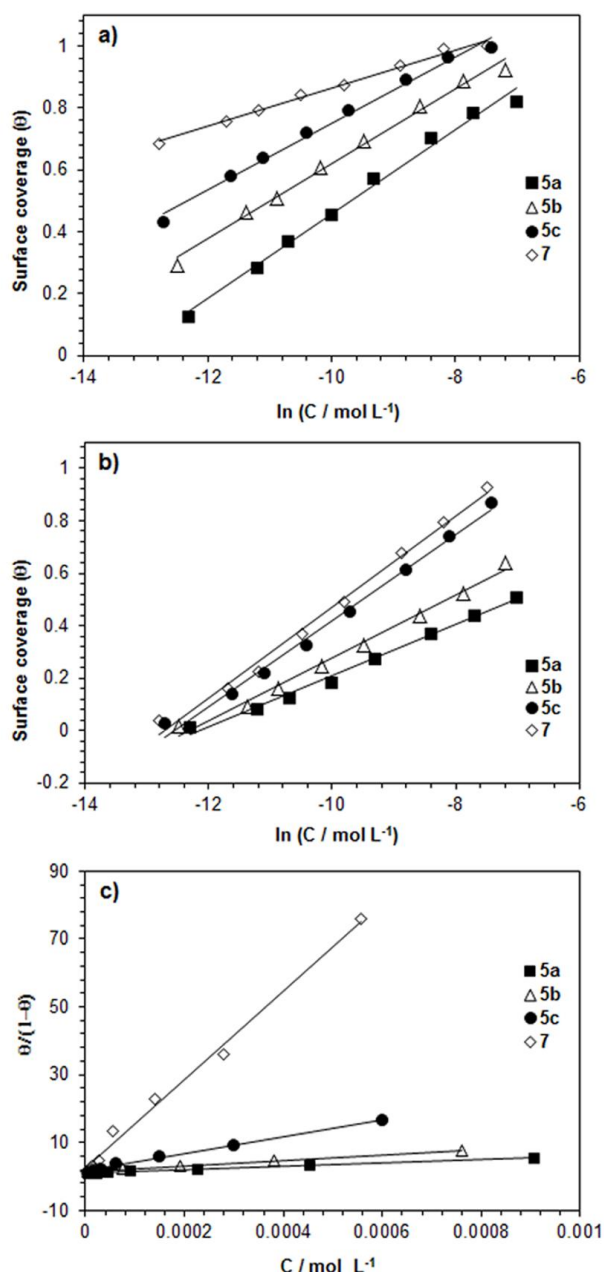 a)
Surface coverage (θ)
1
0.8
0.6
0.4
0.2
0
-14 -12 -10 -8 -6
ln (C / mol L⁻¹)
5a
5b
5c
7
b)
Surface coverage (θ)
1
0.8
0.6
0.4
0.2
0
-0.2
-14 -12 -10 -8 -6
ln (C / mol L⁻¹)
5a
5b
5c
7
c)
θ/(1–θ)
90
70
50
30
10
-10
0 0.0002 0.0004 0.0006 0.0008 0.001
C / mol L⁻¹
5a
5b
5c
7